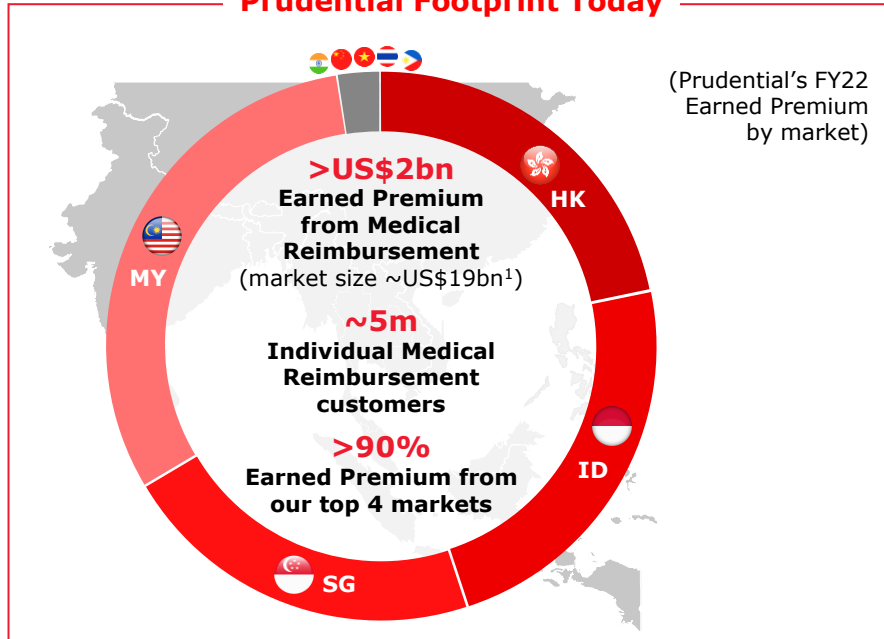 Prudential Footprint Today
(Prudential's FY22
Earned Premium
by market)
>US$2bn
Earned Premium
from Medical
Reimbursement
(market size ~US$19bn¹)
~5m
Individual Medical
Reimbursement
customers
>90%
Earned Premium from
our top 4 markets
HK
ID
SG
MY